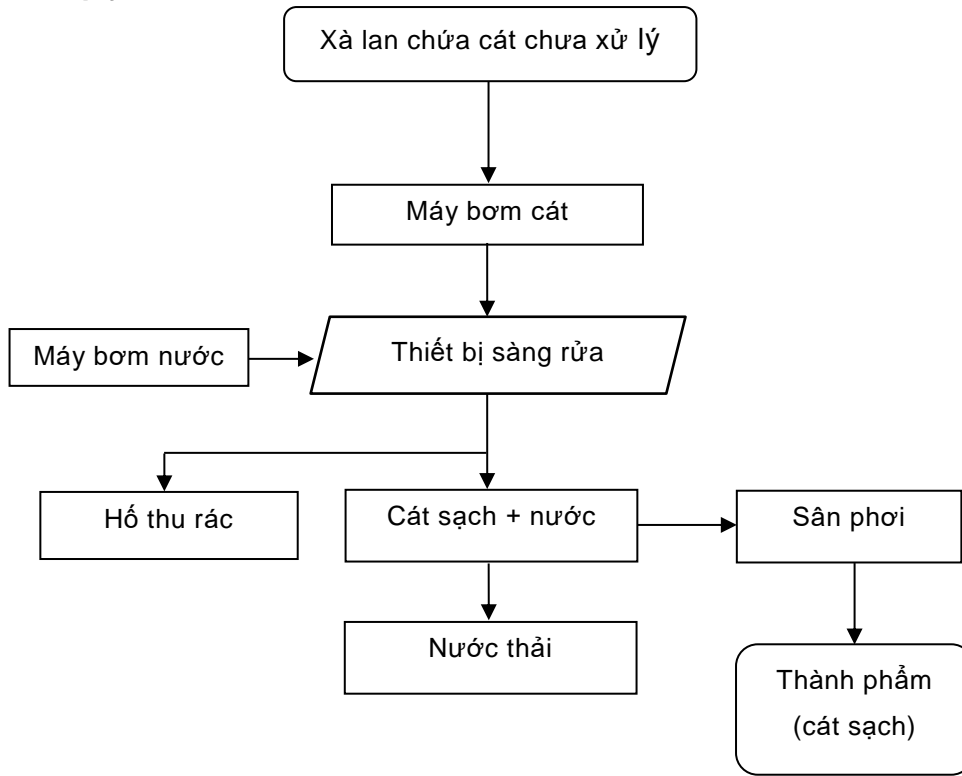 Xà lan chứa cát chưa xử lý
Máy bơm cát
Máy bơm nước
Thiết bị sàng rửa
Hố thu rác
Cát sạch + nước
Sân phơi
Nước thải
Thành phẩm
(cát sạch)